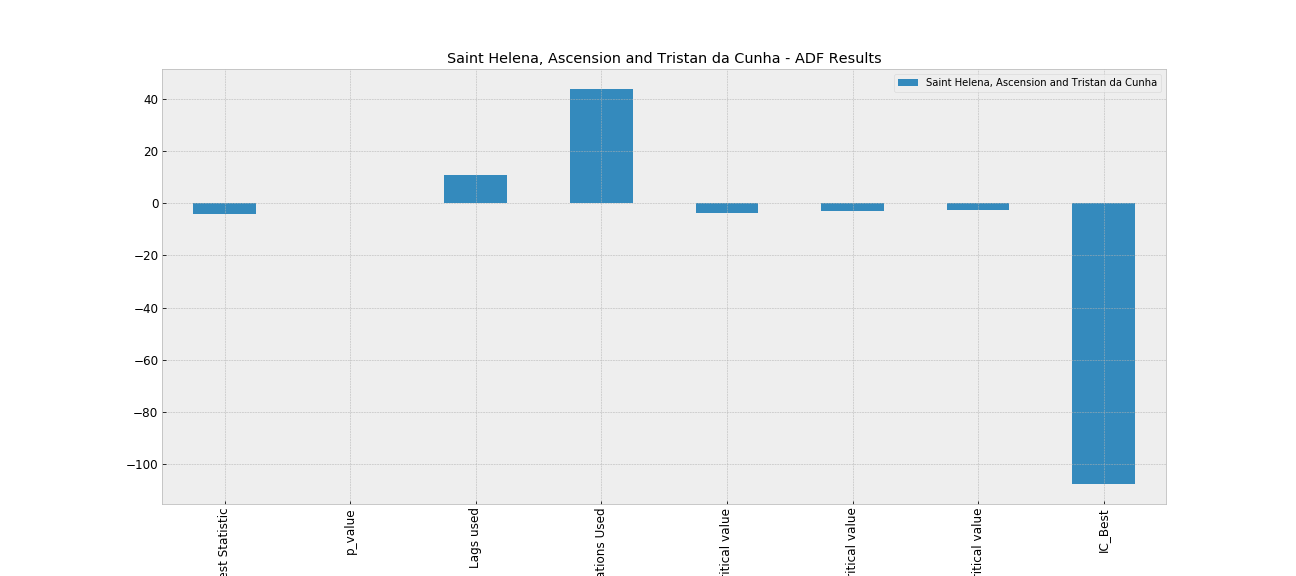 Saint Helena, Ascension and Tristan da Cunha - ADF Results
Saint Helena, Ascension and Tristan da Cunha
40
20
0
−20
−40
−60
−80
−100
est Statistic
p_value
Lags used
ations Used
ritical value
ritical value
ritical value
IC_Best